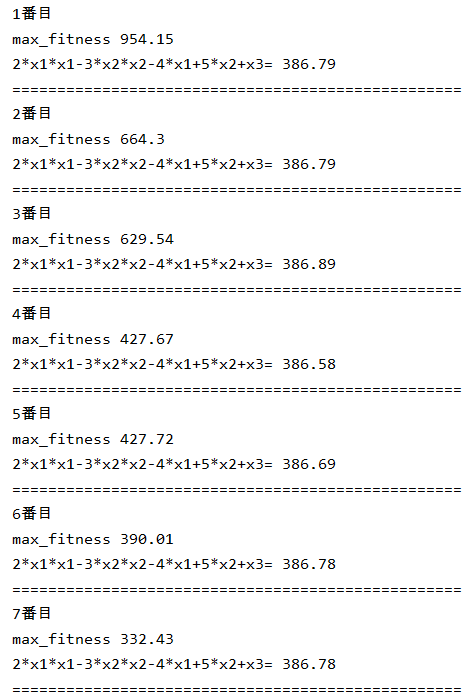 1番目
max_fitness 954.15
2*x1*x1-3*x2*x2-4*x1+5*x2+x3= 386.79
==================================================
2番目
max_fitness 664.3
2*x1*x1-3*x2*x2-4*x1+5*x2+x3= 386.79
==================================================
3番目
max_fitness 629.54
2*x1*x1-3*x2*x2-4*x1+5*x2+x3= 386.89
==================================================
4番目
max_fitness 427.67
2*x1*x1-3*x2*x2-4*x1+5*x2+x3= 386.58
==================================================
5番目
max_fitness 427.72
2*x1*x1-3*x2*x2-4*x1+5*x2+x3= 386.69
==================================================
6番目
max_fitness 390.01
2*x1*x1-3*x2*x2-4*x1+5*x2+x3= 386.78
==================================================
7番目
max_fitness 332.43
2*x1*x1-3*x2*x2-4*x1+5*x2+x3= 386.78
==================================================